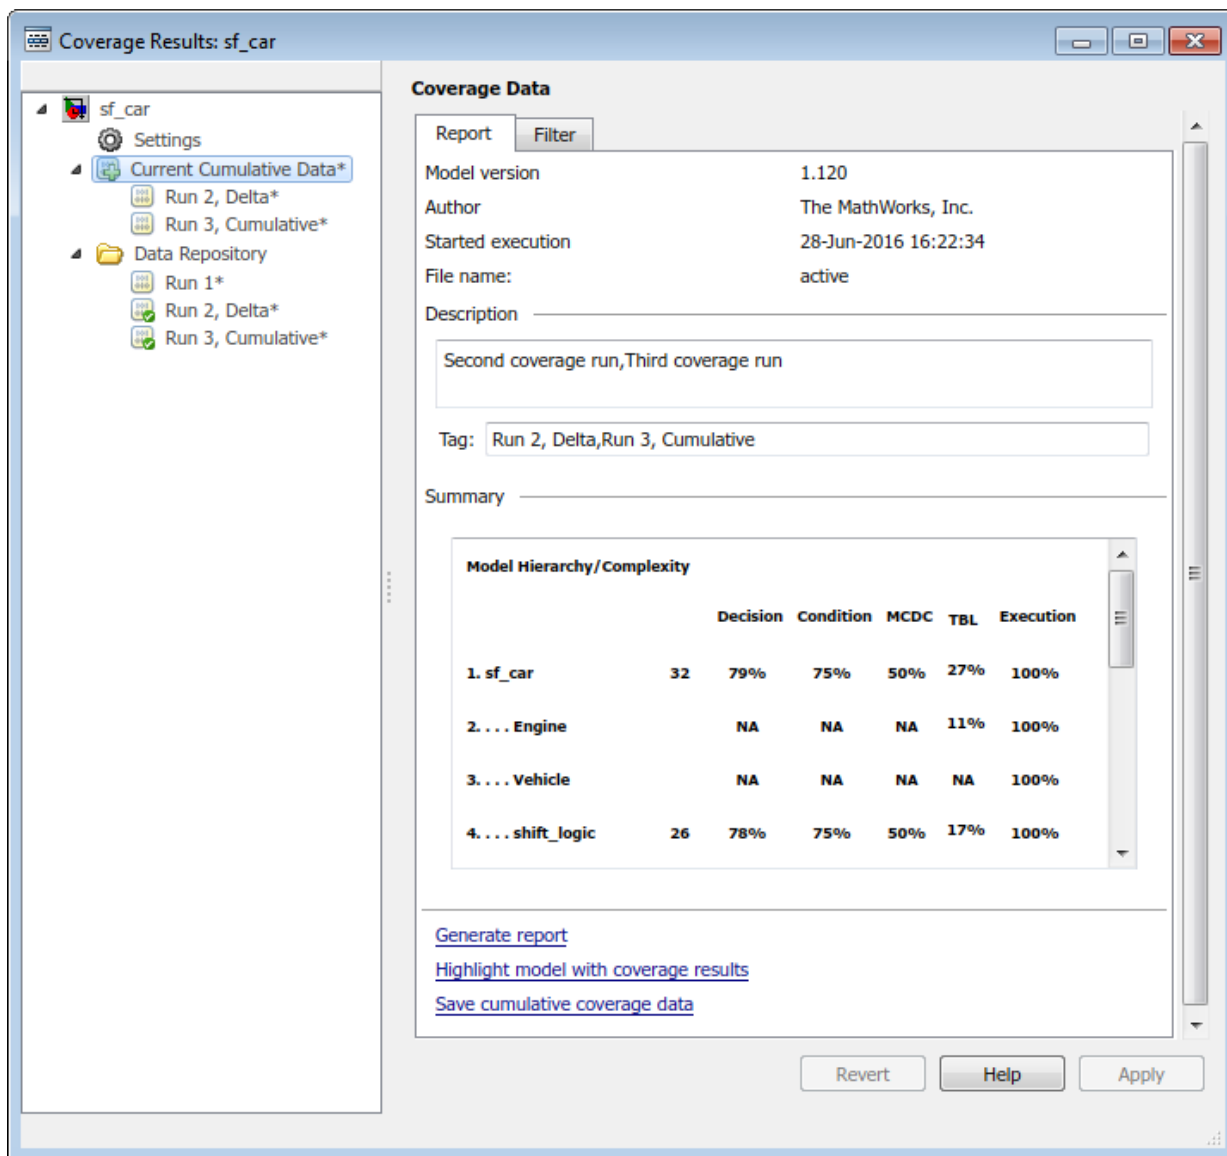 Coverage Results: sf_car
sf_car
Settings
Current Cumulative Data*
Run 2, Delta*
Run 3, Cumulative*
Data Repository
Run 1*
Run 2, Delta*
Run 3, Cumulative*
Coverage Data
Report Filter
Model version 1.120
Author The MathWorks, Inc.
Started execution 28-Jun-2016 16:22:34
File name: active
Description
Second coverage run,Third coverage run
Tag: Run 2, Delta,Run 3, Cumulative
Summary
Model Hierarchy/Complexity
Decision Condition MCDC TBL Execution
1. sf_car 32 79% 75% 50% 27% 100%
2. . . . Engine NA NA NA 11% 100%
3. . . . Vehicle NA NA NA NA 100%
4. . . . shift_logic 26 78% 75% 50% 17% 100%
Generate report
Highlight model with coverage results
Save cumulative coverage data
Revert Help Apply